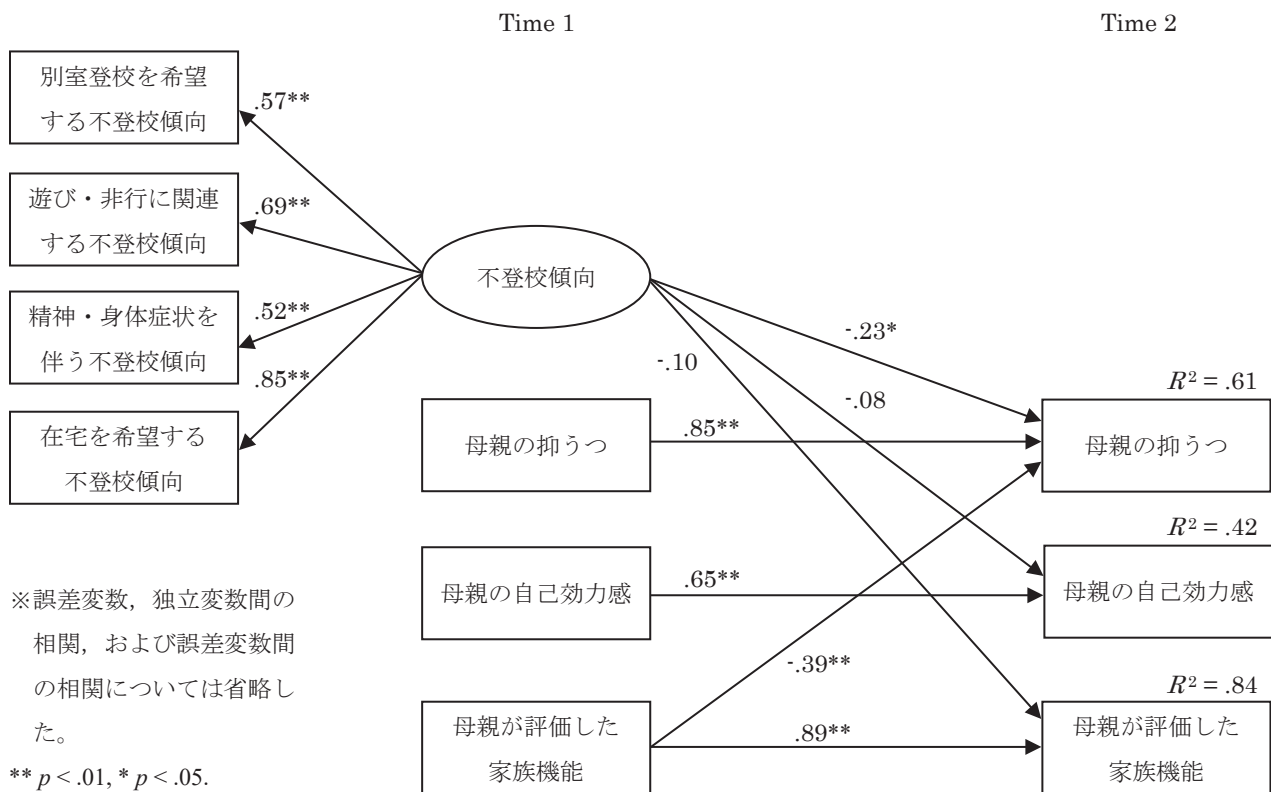 Time 1
Time 2
別室登校を希望
する不登校傾向
.57**
遊び・非行に関連
する不登校傾向
.69**
精神・身体症状を
伴う不登校傾向
.52**
在宅を希望する
不登校傾向
.85**
不登校傾向
-.23*
-.10
-.08
R² = .61
母親の抑うつ
.85**
母親の抑うつ
R² = .42
母親の自己効力感
.65**
母親の自己効力感
-.39**
R² = .84
母親が評価した
家族機能
.89**
母親が評価した
家族機能
※誤差変数，独立変数間の
相関，および誤差変数間
の相関については省略し
た。
** p < .01, * p < .05.